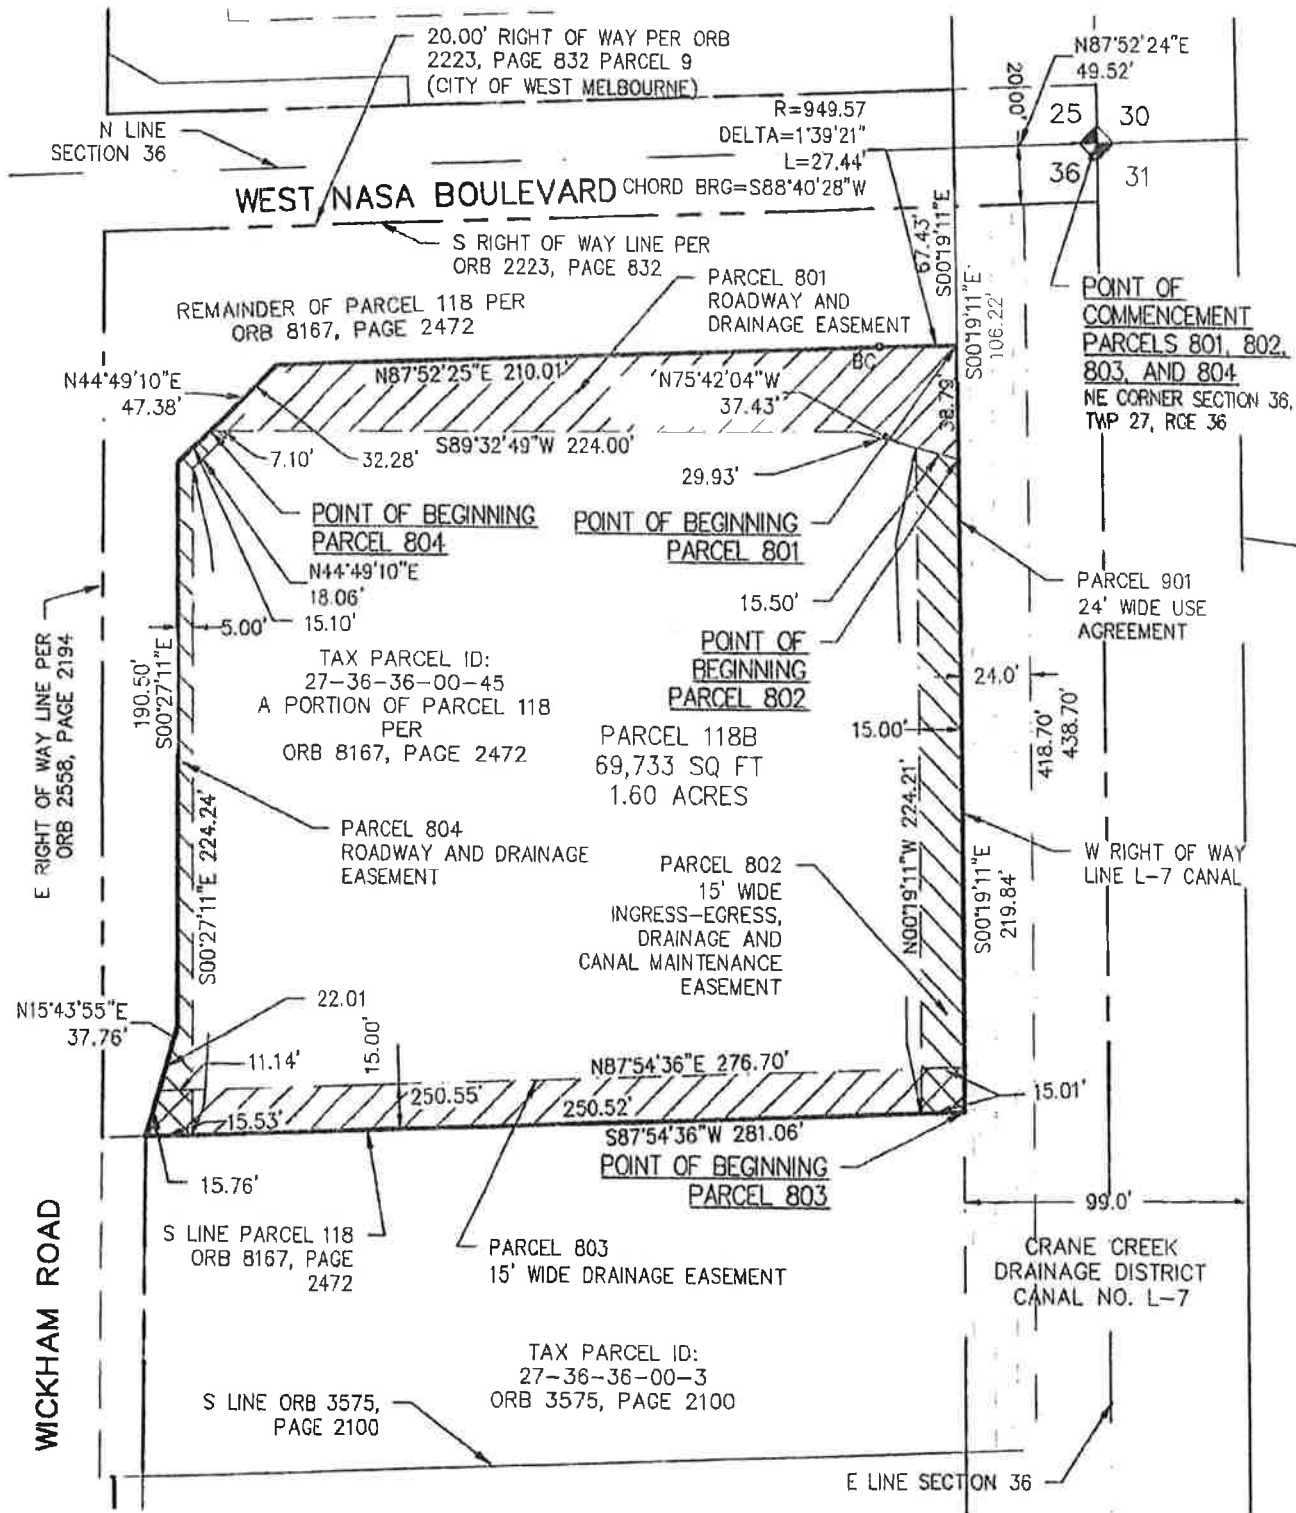 20.00' RIGHT OF WAY PER ORB
2223, PAGE 832 PARCEL 9
(CITY OF WEST MELBOURNE)
N87°52'24"E
49.52'
20.00'
25
30
36
31
R=949.57
DELTA=1°39'21"
L=27.44'
CHORD BRG=S88°40'28"W
N LINE
SECTION 36
WEST NASA BOULEVARD
S RIGHT OF WAY LINE PER
ORB 2223, PAGE 832
67.43'
S00°19'11"E
S00°19'11"E
106.22'
REMAINDER OF PARCEL 118 PER
ORB 8167, PAGE 2472
PARCEL 801
ROADWAY AND
DRAINAGE EASEMENT
POINT OF
COMMENCEMENT
PARCELS 801, 802,
803, AND 804
NE CORNER SECTION 36,
TWP 27, RGE 36
BC
N44°49'10"E
47.38'
N87°52'25"E 210.01'
N75°42'04"W
37.43'
38.79'
S89°32'49"W 224.00'
7.10'
32.28'
29.93'
POINT OF BEGINNING
PARCEL 804
POINT OF BEGINNING
PARCEL 801
N44°49'10"E
18.06'
15.10'
5.00'
15.50'
PARCEL 901
24' WIDE USE
AGREEMENT
POINT OF
BEGINNING
PARCEL 802
E RIGHT OF WAY LINE PER
ORB 2558, PAGE 2194
190.50'
S00°27'11"E
TAX PARCEL ID:
27-36-36-00-45
A PORTION OF PARCEL 118
PER
ORB 8167, PAGE 2472
24.0'
15.00'
418.70'
438.70'
PARCEL 118B
69,733 SQ FT
1.60 ACRES
S00°27'11"E 224.24'
N00°19'11"W 224.21'
PARCEL 804
ROADWAY AND DRAINAGE
EASEMENT
PARCEL 802
15' WIDE
INGRESS-EGRESS,
DRAINAGE AND
CANAL MAINTENANCE
EASEMENT
S00°19'11"E
219.84'
W RIGHT OF WAY
LINE L-7 CANAL
N15°43'55"E
37.76'
22.01
11.14'
15.00'
N87°54'36"E 276.70'
250.55'
250.52'
15.01'
15.53'
S87°54'36"W 281.06'
15.76'
POINT OF BEGINNING
PARCEL 803
99.0'
S LINE PARCEL 118
ORB 8167, PAGE
2472
PARCEL 803
15' WIDE DRAINAGE EASEMENT
CRANE CREEK
DRAINAGE DISTRICT
CANAL NO. L-7
WICKHAM ROAD
TAX PARCEL ID:
27-36-36-00-3
ORB 3575, PAGE 2100
S LINE ORB 3575,
PAGE 2100
E LINE SECTION 36